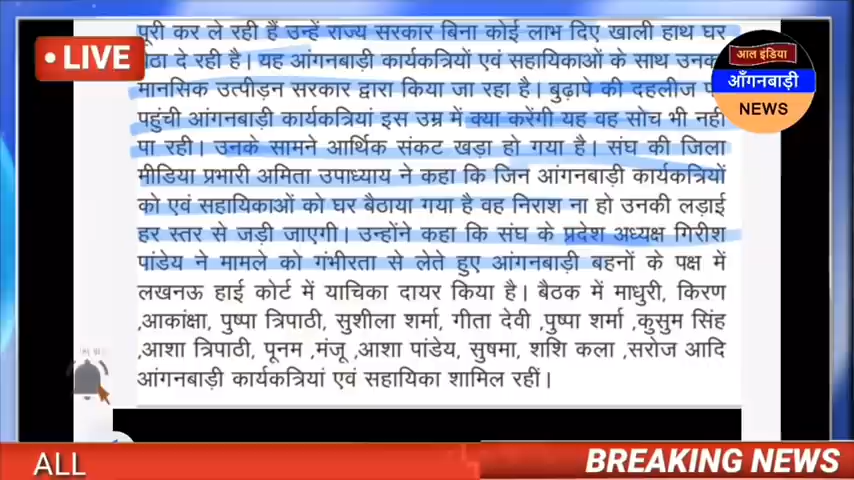 पूरी कर ले रही हैं उन्हें राज्य सरकार बिना कोई लाभ दिए खाली हाथ घर
LIVE
दे रही है। यह आंगनबाड़ी कार्यकत्रियों एवं सहायिकाओं के साथ
मानसिक उत्पीड़न सरकार द्वारा किया जा रहा है। बुढ़ापे की दहलीज
पहुंची आंगनबाड़ी कार्यकत्रियां इस उम्र में क्या करेंगी यह वह सोच भी नहीं
पा रही। उनके सामने आर्थिक संकट खड़ा हो गया है। संघ की जिला
मीडिया प्रभारी अमिता उपाध्याय ने कहा कि जिन आंगनबाड़ी कार्यकत्रियों
को एवं सहायिकाओं को घर बैठाया गया है वह निराश ना हो उनकी लड़ाई
हर स्तर से जड़ी जाएगी। उन्होंने कहा कि संघ के प्रदेश अध्यक्ष गिरीश
पांडेय ने मामले को गंभीरता से लेते हुए आंगनबाड़ी बहनों के पक्ष में
लखनऊ हाई कोर्ट में याचिका दायर किया है। बैठक में माधुरी, किरण
,आकांक्षा, पुष्पा त्रिपाठी, सुशीला शर्मा, गीता देवी ,पुष्पा शर्मा ,कुसुम सिंह
,आशा त्रिपाठी, पूनम ,मंजू ,आशा पांडेय, सुषमा, शशि कला ,सरोज आदि
आंगनबाड़ी कार्यकत्रियां एवं सहायिका शामिल रहीं।
आल इंडिया
आँगनबाड़ी
NEWS
ALL
BREAKING NEWS